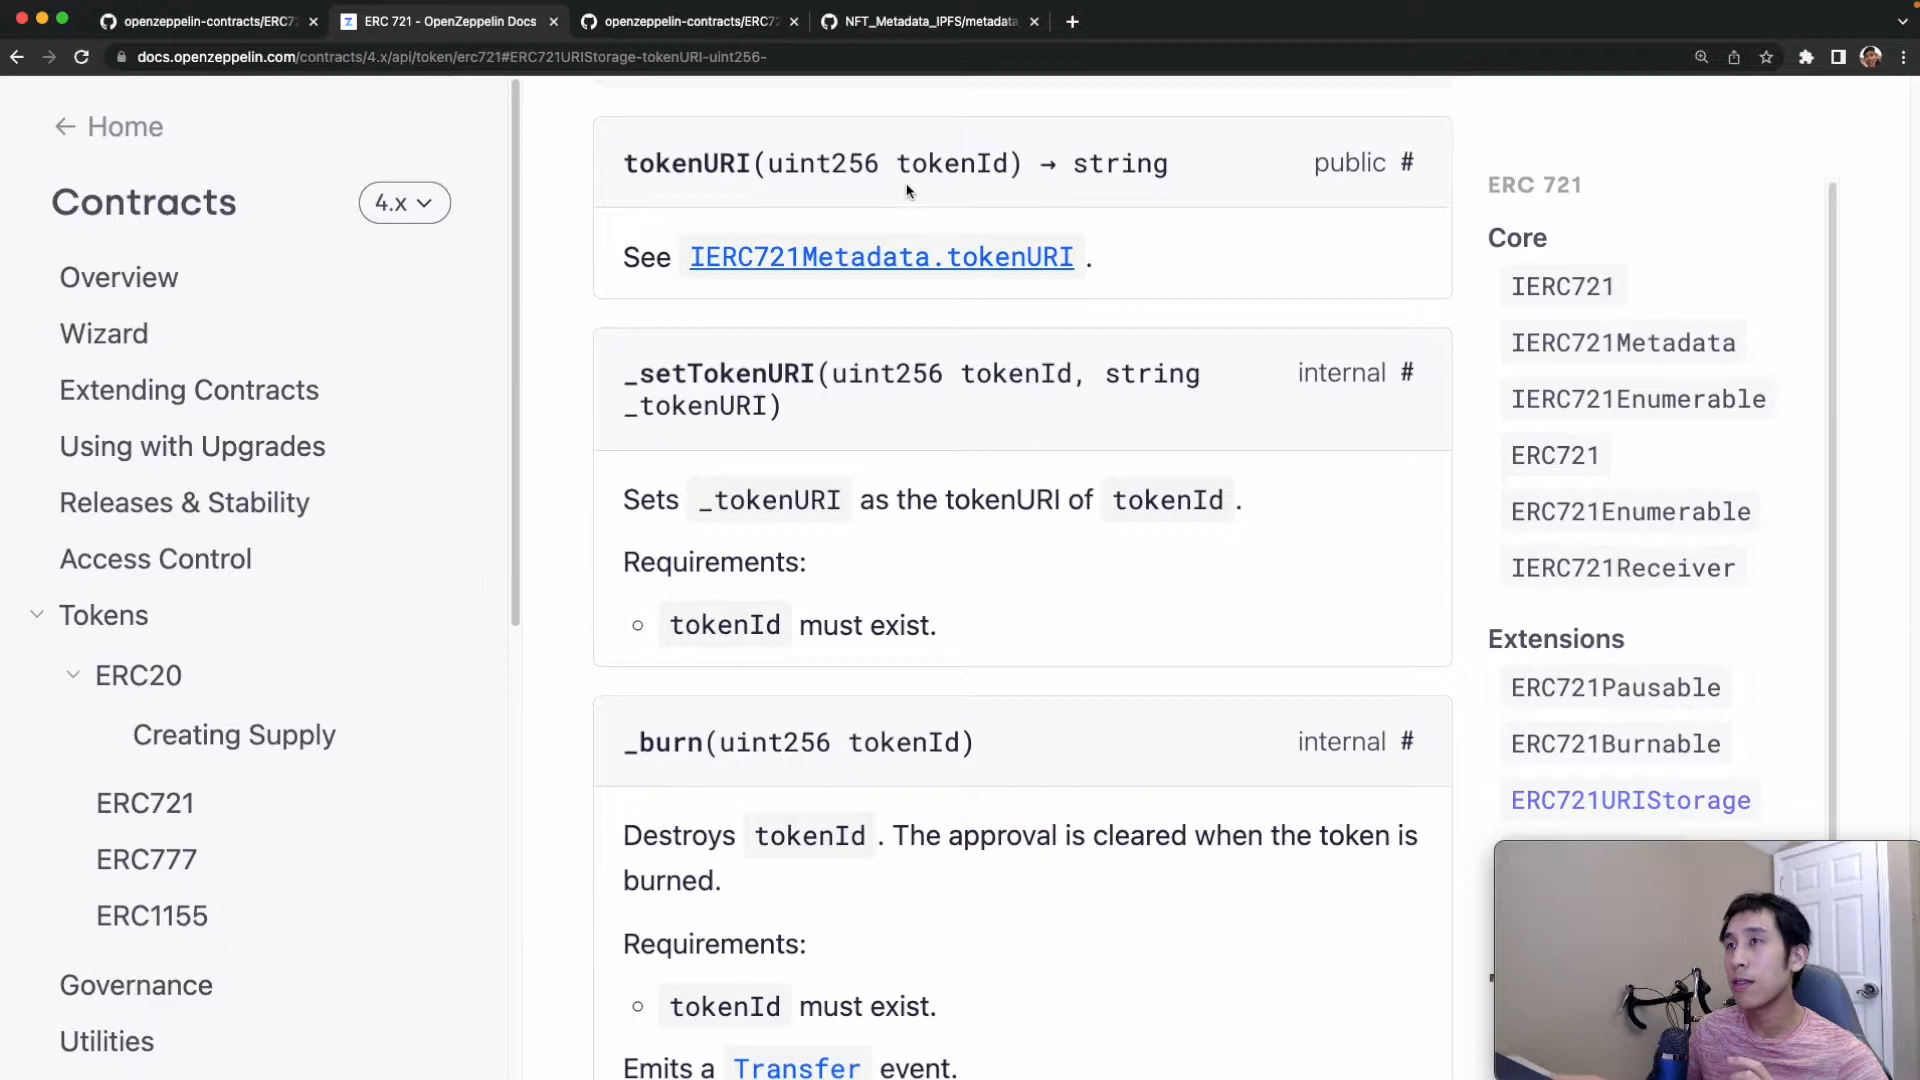 openzeppelin-contracts/ERC72
ERC 721 - OpenZeppelin Docs
openzeppelin-contracts/ERC72
NFT_Metadata_IPFS/metadata
docs.openzeppelin.com/contracts/4.x/api/token/erc721#ERC721URIStorage-tokenURI-uint256-
← Home
Contracts
4.x
Overview
Wizard
Extending Contracts
Using with Upgrades
Releases & Stability
Access Control
Tokens
ERC20
Creating Supply
ERC721
ERC777
ERC1155
Governance
Utilities
tokenURI(uint256 tokenId) → string
public #
See IERC721Metadata.tokenURI .
_setTokenURI(uint256 tokenId, string
_tokenURI)
internal #
Sets _tokenURI as the tokenURI of tokenId .
Requirements:
tokenId must exist.
_burn(uint256 tokenId)
internal #
Destroys tokenId . The approval is cleared when the token is
burned.
Requirements:
tokenId must exist.
Emits a Transfer event.
ERC 721
Core
IERC721
IERC721Metadata
IERC721Enumerable
ERC721
ERC721Enumerable
IERC721Receiver
Extensions
ERC721Pausable
ERC721Burnable
ERC721URIStorage